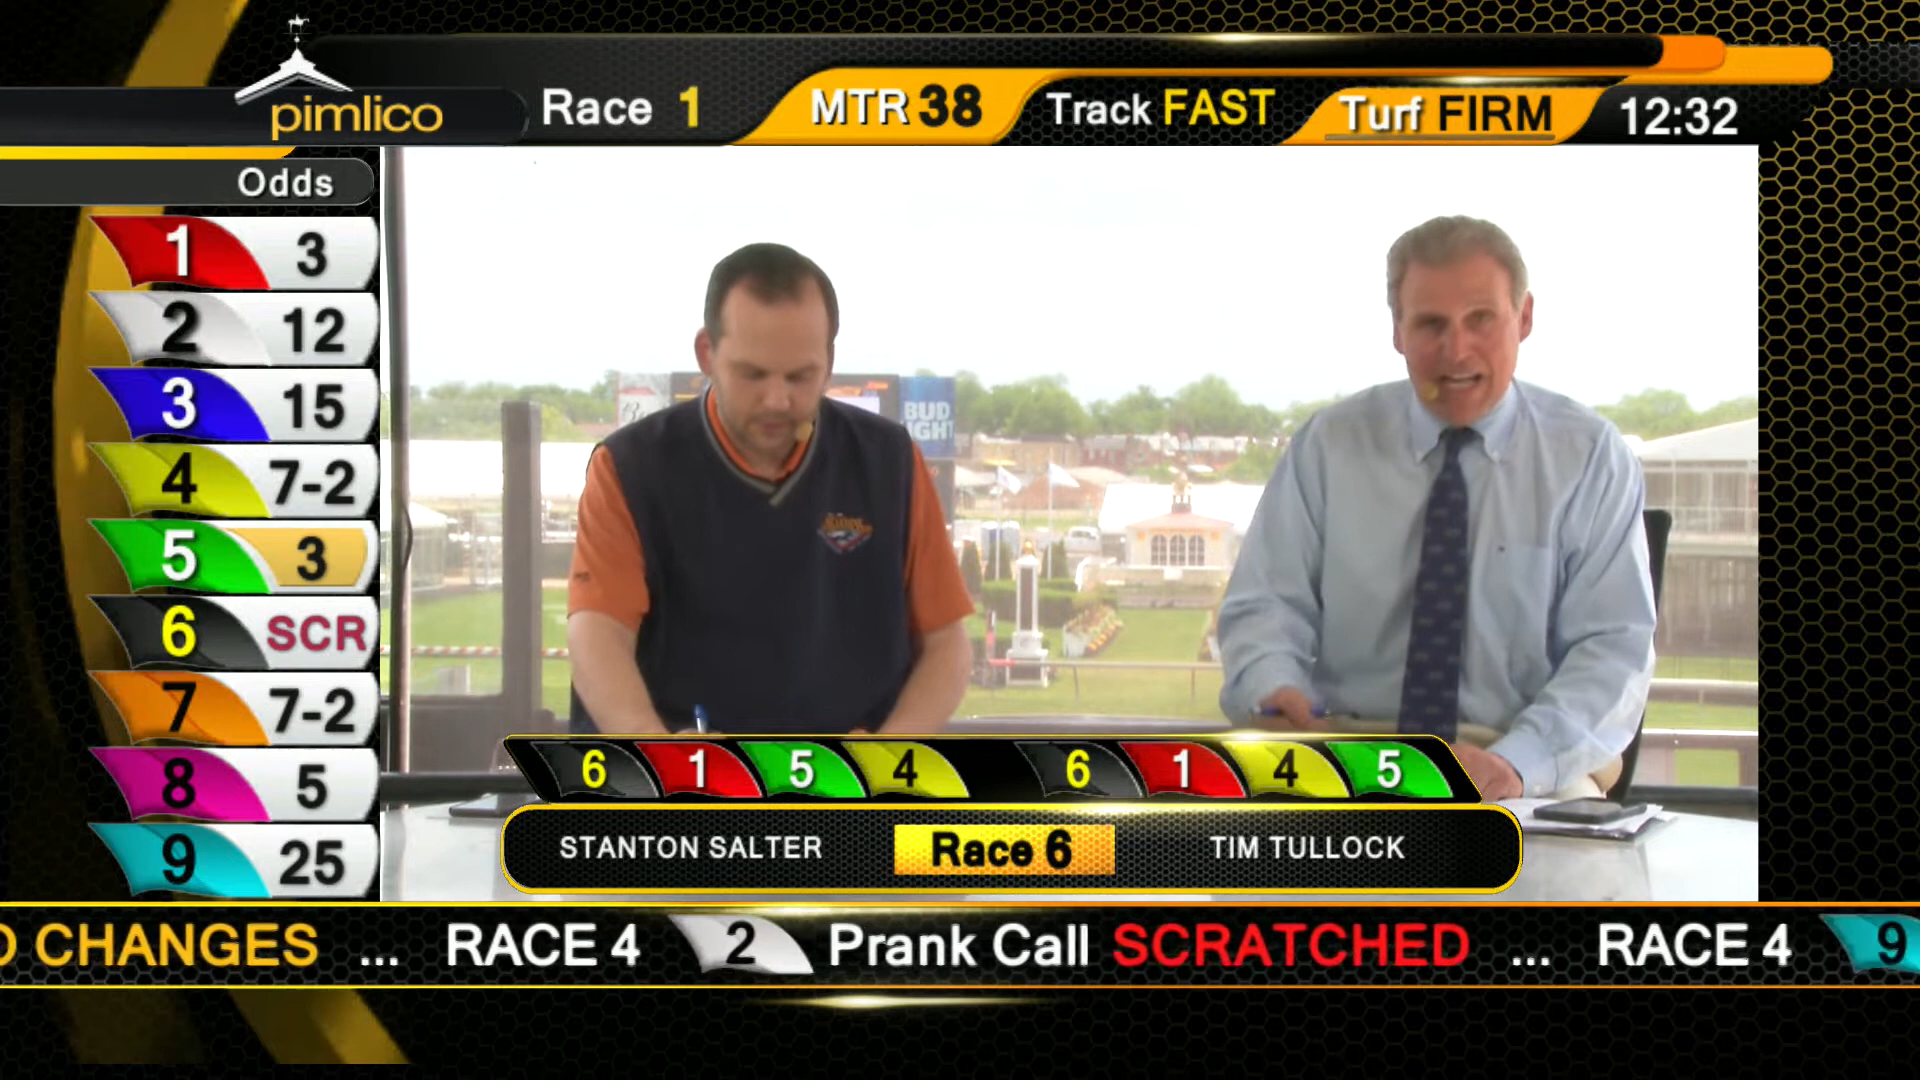 pimlico
Race 1
MTR 38
Track FAST
Turf FIRM
12:32
Odds
1 3
2 12
3 15
4 7-2
5 3
6 SCR
7 7-2
8 5
9 25
BUD
6 1 5 4 6 1 4 5
STANTON SALTER Race 6 TIM TULLOCK
CHANGES ... RACE 4 2 Prank Call SCRATCHED ... RACE 4 9